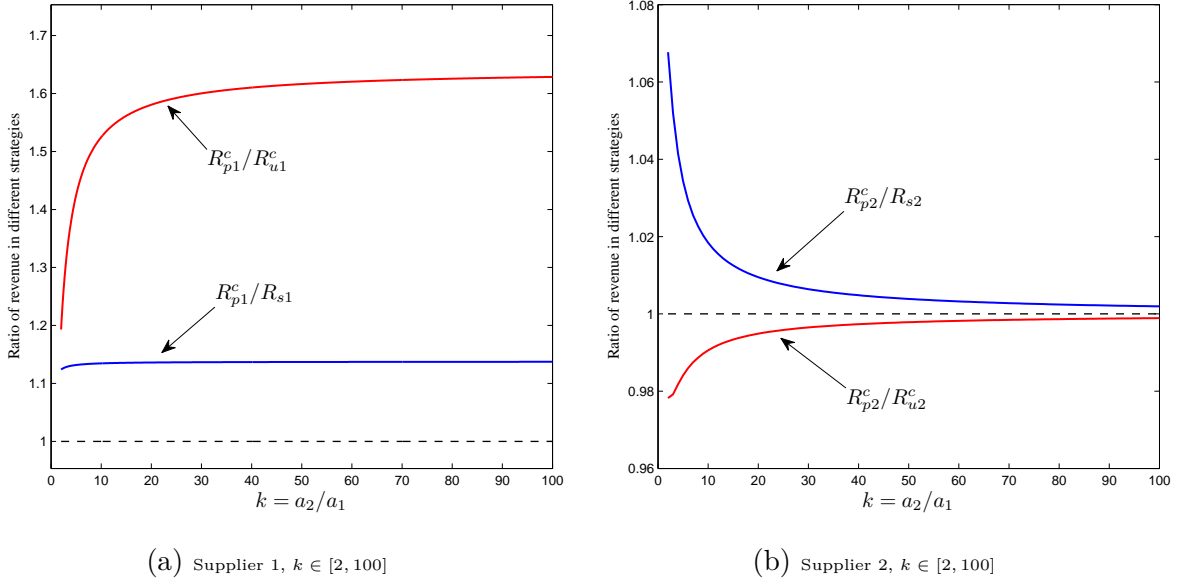 Ratio of revenue in different strategies
1.7
1.6
1.5
1.4
1.3
1.2
1.1
1
R^c_{p1}/R^c_{u1}
R^c_{p1}/R_{s1}
0 10 20 30 40 50 60 70 80 90 100
k = a_2/a_1
(a) Supplier 1, k ∈ [2, 100]
Ratio of revenue in different strategies
1.08
1.06
1.04
1.02
1
0.98
0.96
R^c_{p2}/R_{s2}
R^c_{p2}/R^c_{u2}
0 10 20 30 40 50 60 70 80 90 100
k = a_2/a_1
(b) Supplier 2, k ∈ [2, 100]